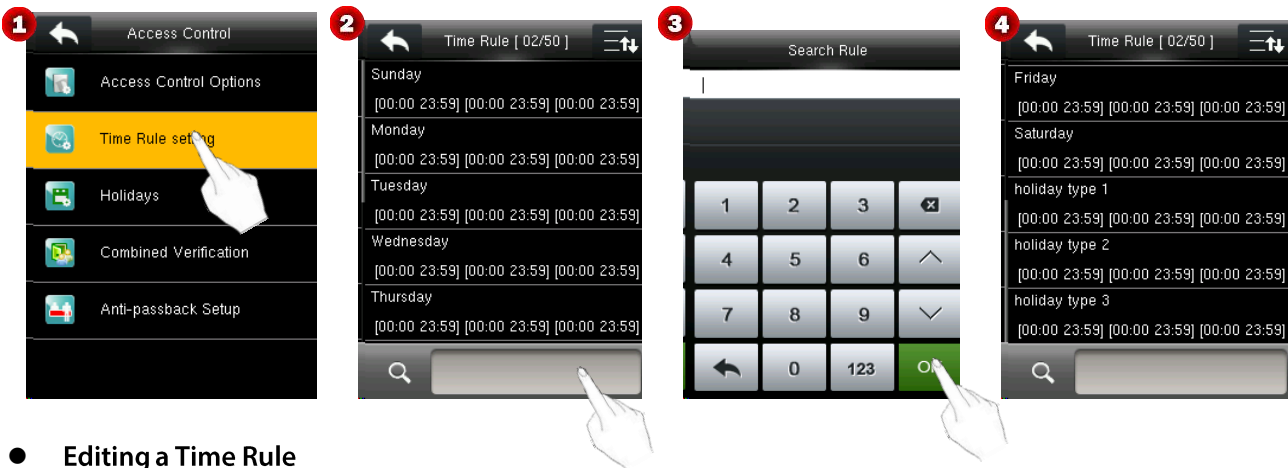 1
Access Control
Access Control Options
Time Rule setting
Holidays
Combined Verification
Anti-passback Setup
2
Time Rule [ 02/50 ]
Sunday
[00:00 23:59] [00:00 23:59] [00:00 23:59]
Monday
[00:00 23:59] [00:00 23:59] [00:00 23:59]
Tuesday
[00:00 23:59] [00:00 23:59] [00:00 23:59]
Wednesday
[00:00 23:59] [00:00 23:59] [00:00 23:59]
Thursday
[00:00 23:59] [00:00 23:59] [00:00 23:59]
3
Search Rule
1 2 3
4 5 6
7 8 9
0 123 OK
4
Time Rule [ 02/50 ]
Friday
[00:00 23:59] [00:00 23:59] [00:00 23:59]
Saturday
[00:00 23:59] [00:00 23:59] [00:00 23:59]
holiday type 1
[00:00 23:59] [00:00 23:59] [00:00 23:59]
holiday type 2
[00:00 23:59] [00:00 23:59] [00:00 23:59]
holiday type 3
[00:00 23:59] [00:00 23:59] [00:00 23:59]
● Editing a Time Rule